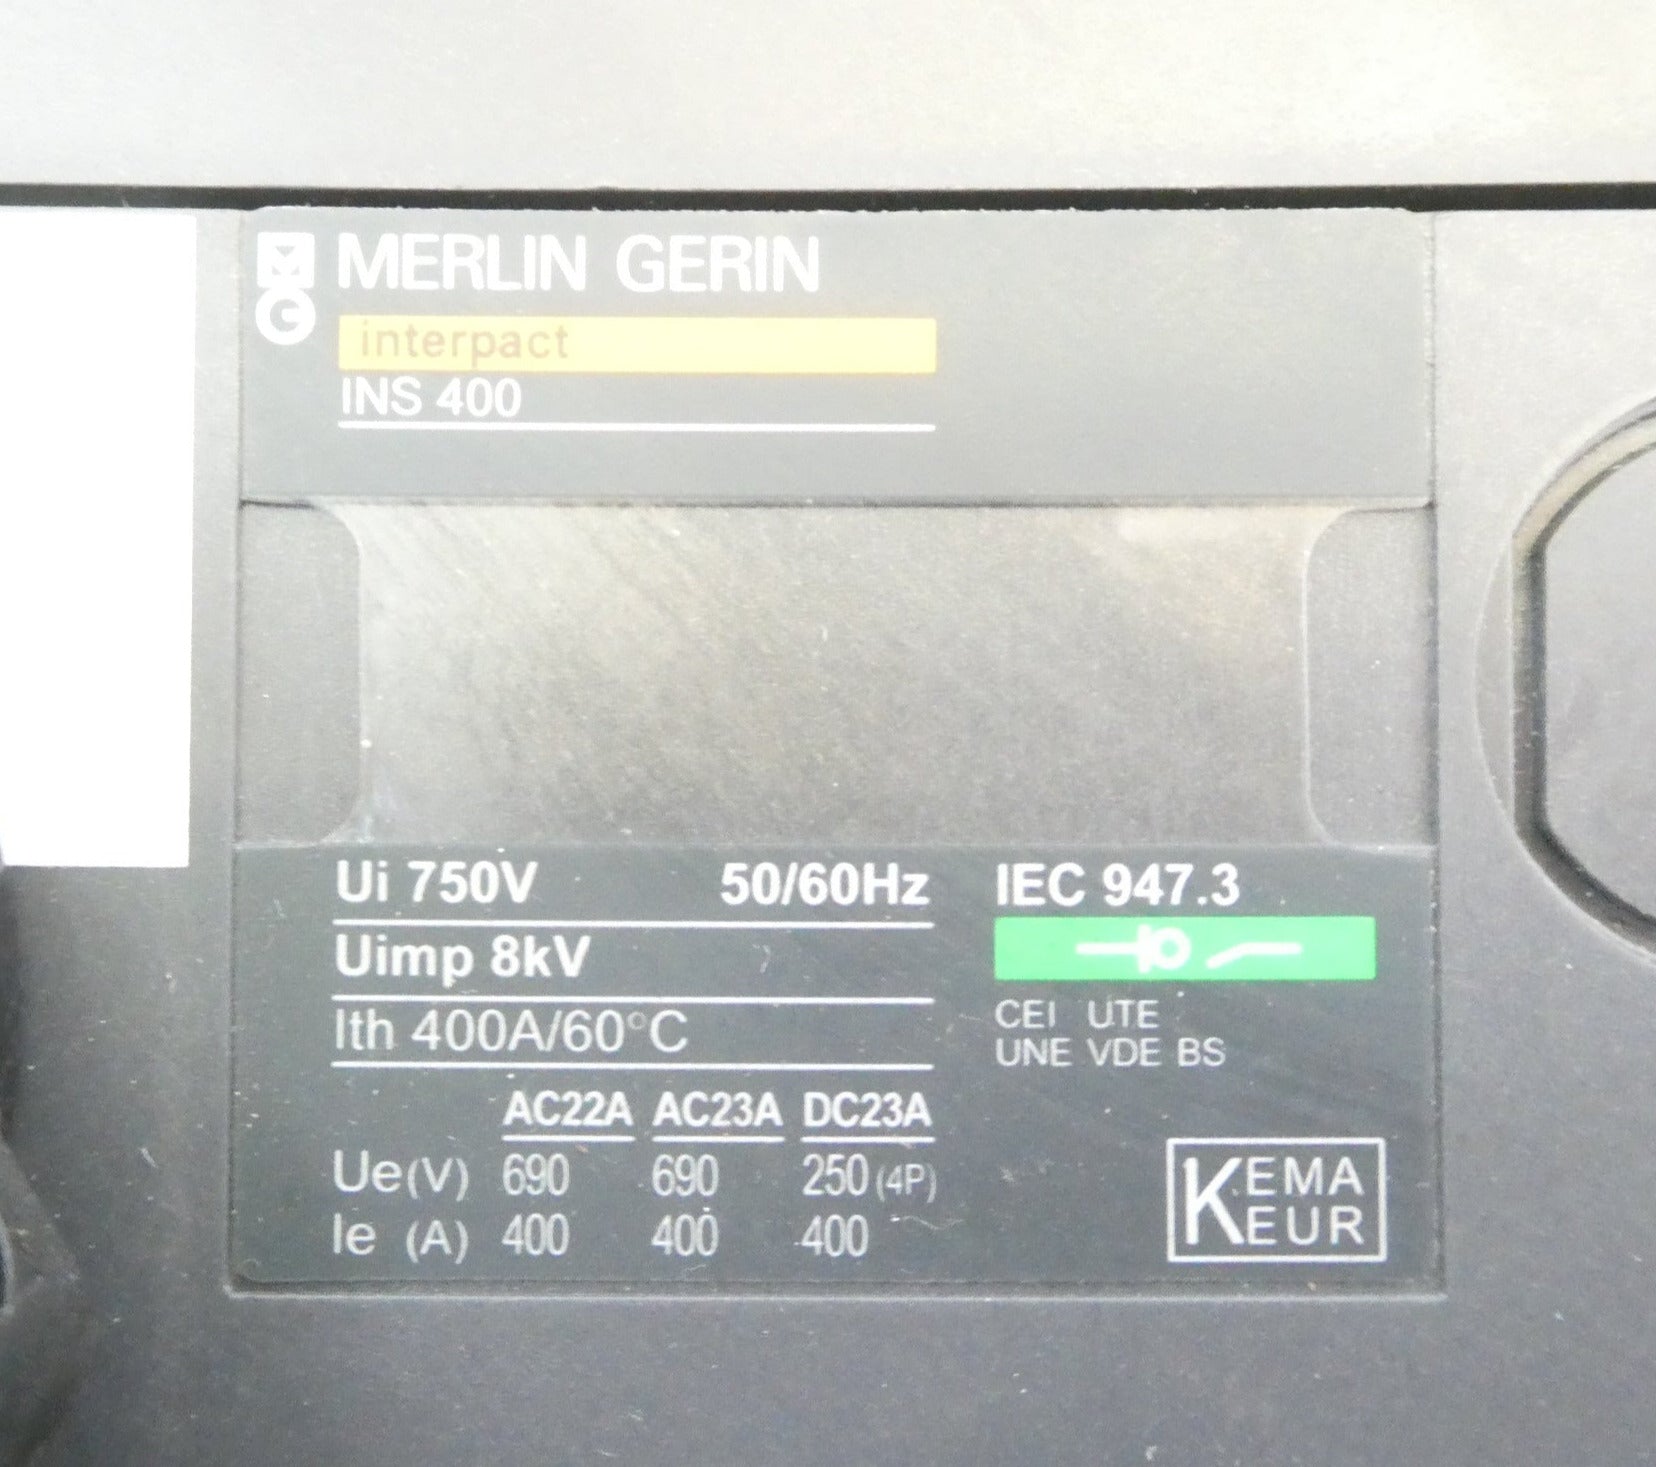 MERLIN GERIN
interpact
INS 400
Ui 750V 50/60Hz
Uimp 8kV
Ith 400A/60°C
AC22A AC23A DC23A
Ue(V) 690 690 250 (4P)
Ie (A) 400 400 400
IEC 947.3
CEI UTE
UNE VDE BS
KEMA
KEUR